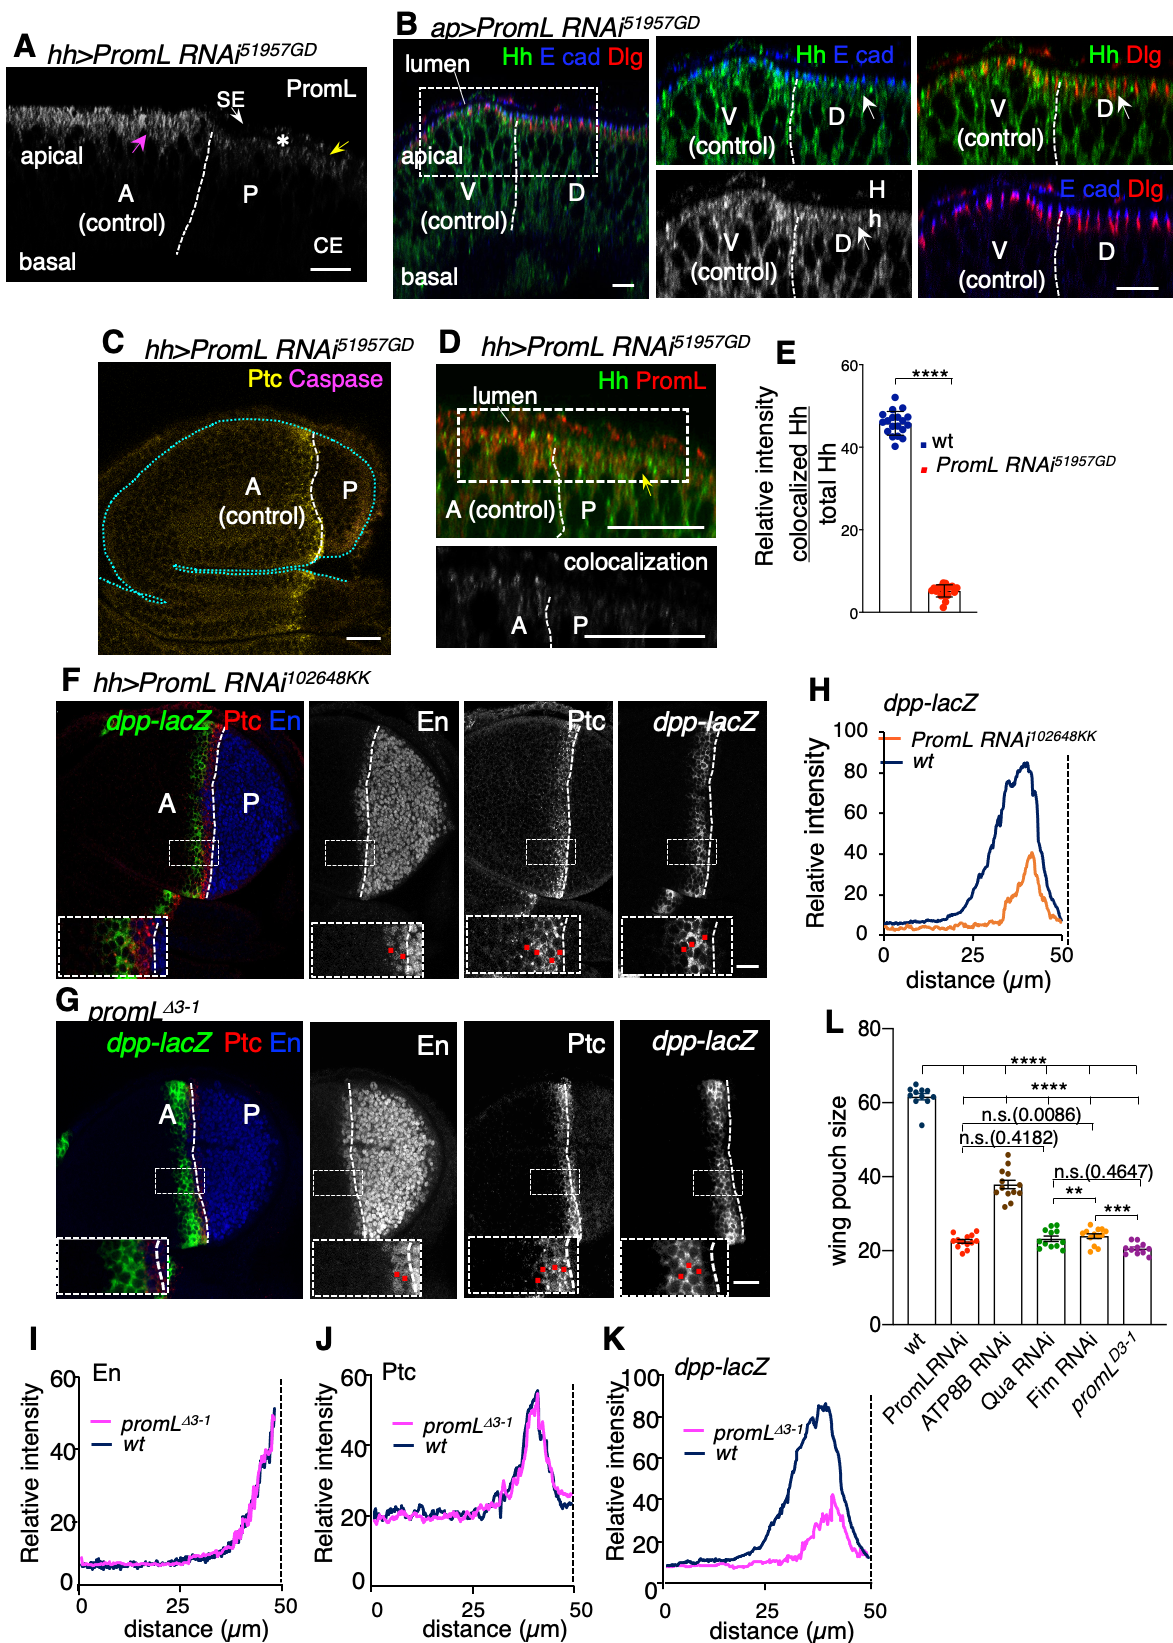 A hh>PromL RNAi51957GD
PromL
SE
*
apical
A
(control)
P
CE
basal
B ap>PromL RNAi51957GD
lumen
Hh E cad Dlg
apical
V
(control)
D
basal
Hh E cad
V
(control)
D
Hh Dlg
V
(control)
D
H
h
V
(control)
D
E cad Dlg
V
(control)
D
C hh>PromL RNAi51957GD
Ptc Caspase
A
(control)
P
D hh>PromL RNAi51957GD
Hh PromL
lumen
A (control) P
colocalization
A P
E
Relative intensity
colocalized Hh
total Hh
60
40
20
0
****
wt
PromL RNAi51957GD
F hh>PromL RNAi102648KK
dpp-lacZ Ptc En
A P
En
Ptc
dpp-lacZ
G promLΔ3-1
dpp-lacZ Ptc En
A P
En
Ptc
dpp-lacZ
H
dpp-lacZ
Relative intensity
100
80
60
40
20
0
PromL RNAi102648KK
wt
0 25 50
distance (µm)
I
En
Relative intensity
60
40
20
0
promLΔ3-1
wt
0 25 50
distance (µm)
J
Ptc
Relative intensity
60
40
20
0
promLΔ3-1
wt
0 25 50
distance (µm)
K
dpp-lacZ
Relative intensity
100
80
60
40
20
0
promLΔ3-1
wt
0 25 50
distance (µm)
L
wing pouch size
80
60
40
20
0
****
****
n.s.(0.0086)
n.s.(0.4182)
n.s.(0.4647)
**
***
wt
PromLRNAi
ATP8B RNAi
Qua RNAi
Fim RNAi
promLD3-1